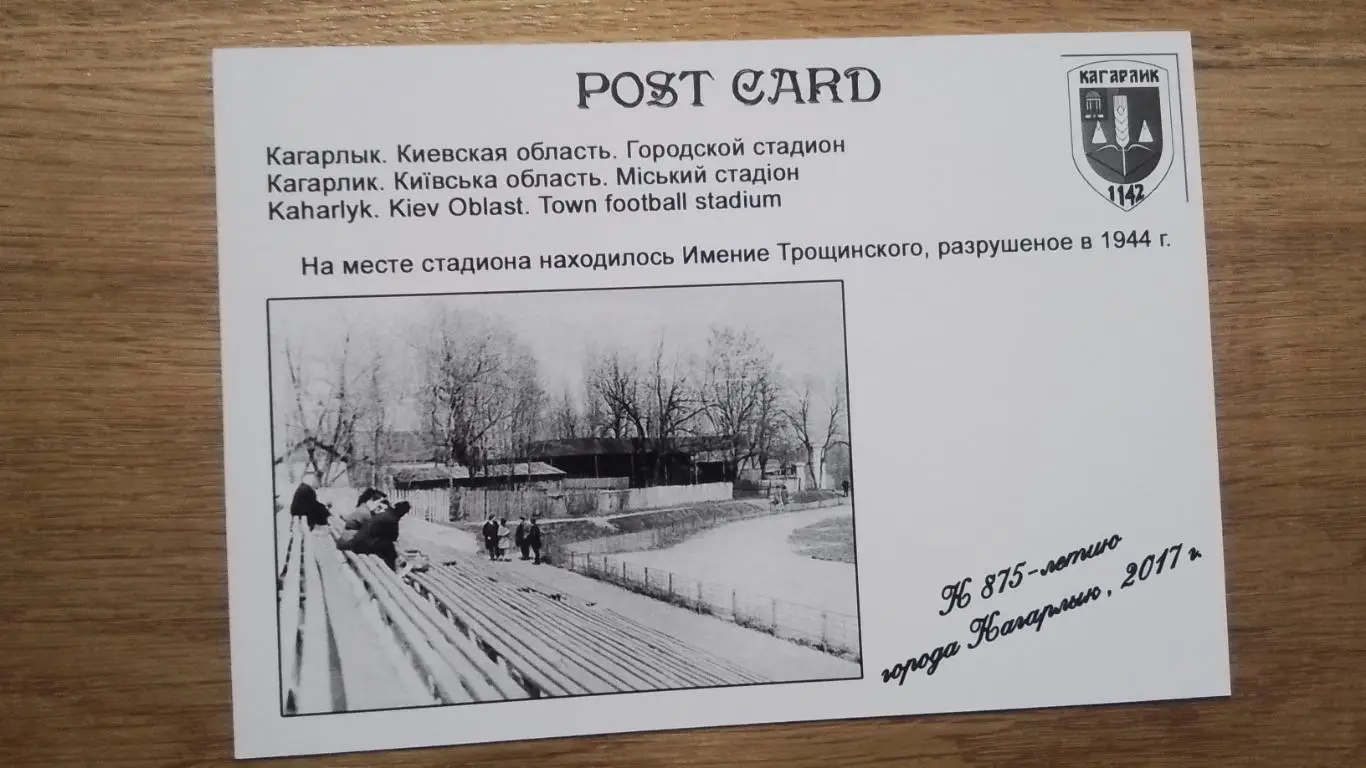 POST CARD
КАГАРЛИК
1142
Кагарлык. Киевская область. Городской стадион
Кагарлик. Київська область. Міський стадіон
Kaharlyk. Kiev Oblast. Town football stadium
На месте стадиона находилось Имение Трощинского, разрушеное в 1944 г.
К 875-летию
города Кагарлыю, 2017 г.